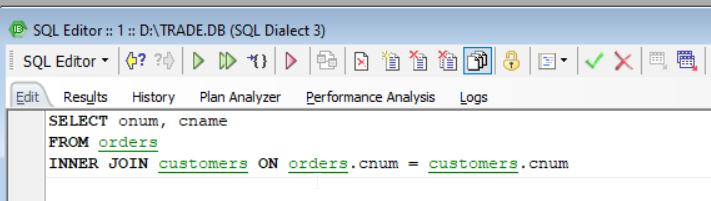 SQL Editor :: 1 :: D:\TRADE.DB (SQL Dialect 3)
SQL Editor
Edit Results History Plan Analyzer Performance Analysis Logs
SELECT onum, cname
FROM orders
INNER JOIN customers ON orders.cnum = customers.cnum